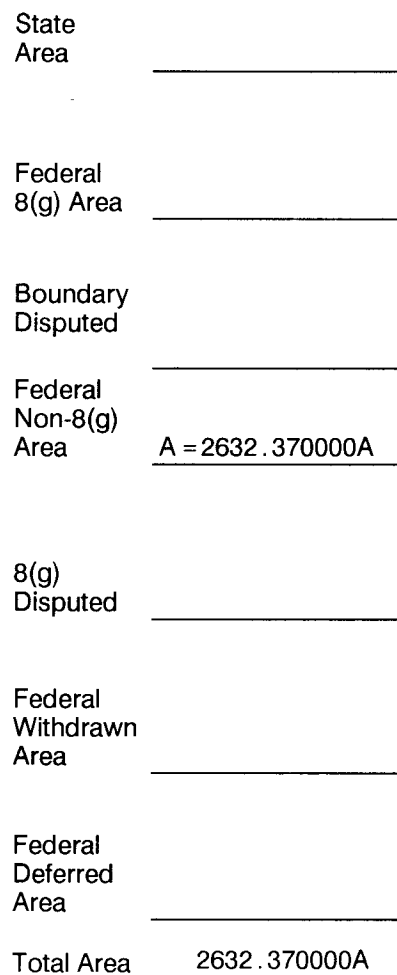 State
Area
Federal
8(g) Area
Boundary
Disputed
Federal
Non-8(g)
Area A = 2632.370000A
8(g)
Disputed
Federal
Withdrawn
Area
Federal
Deferred
Area
Total Area 2632.370000A